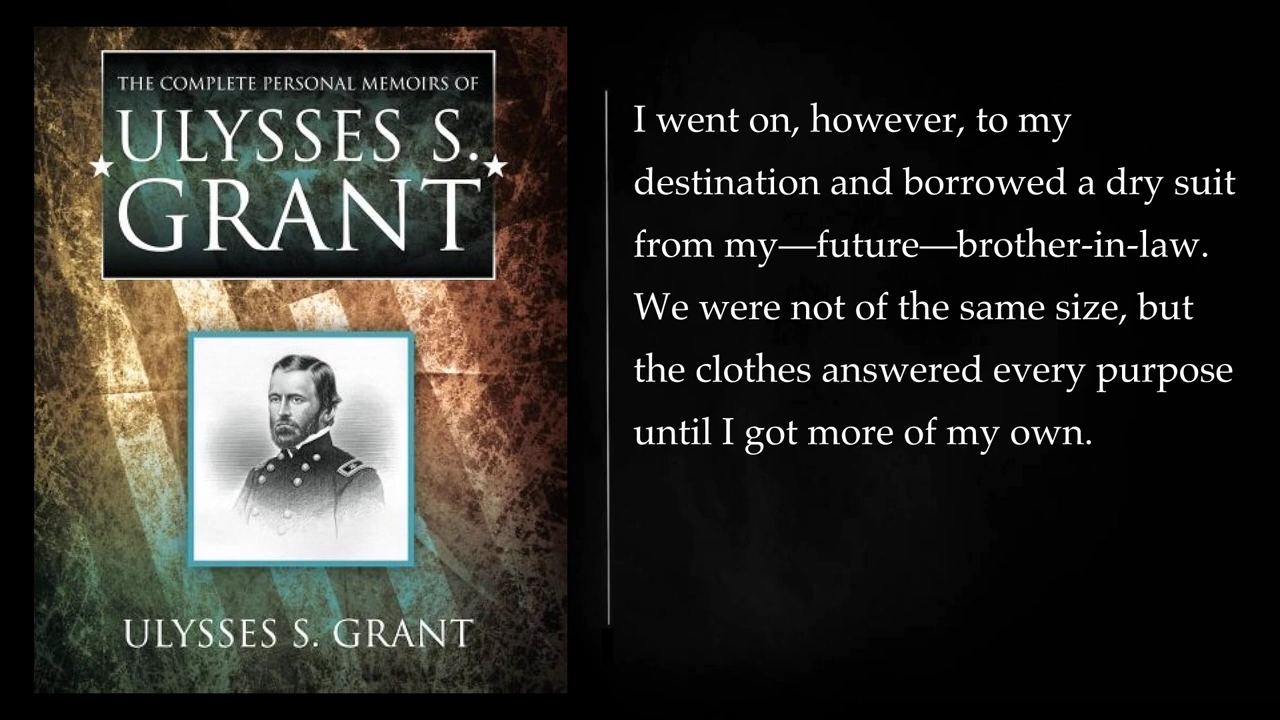 THE COMPLETE PERSONAL MEMOIRS OF
ULYSSES S.
GRANT
ULYSSES S. GRANT
I went on, however, to my
destination and borrowed a dry suit
from my—future—brother-in-law.
We were not of the same size, but
the clothes answered every purpose
until I got more of my own.